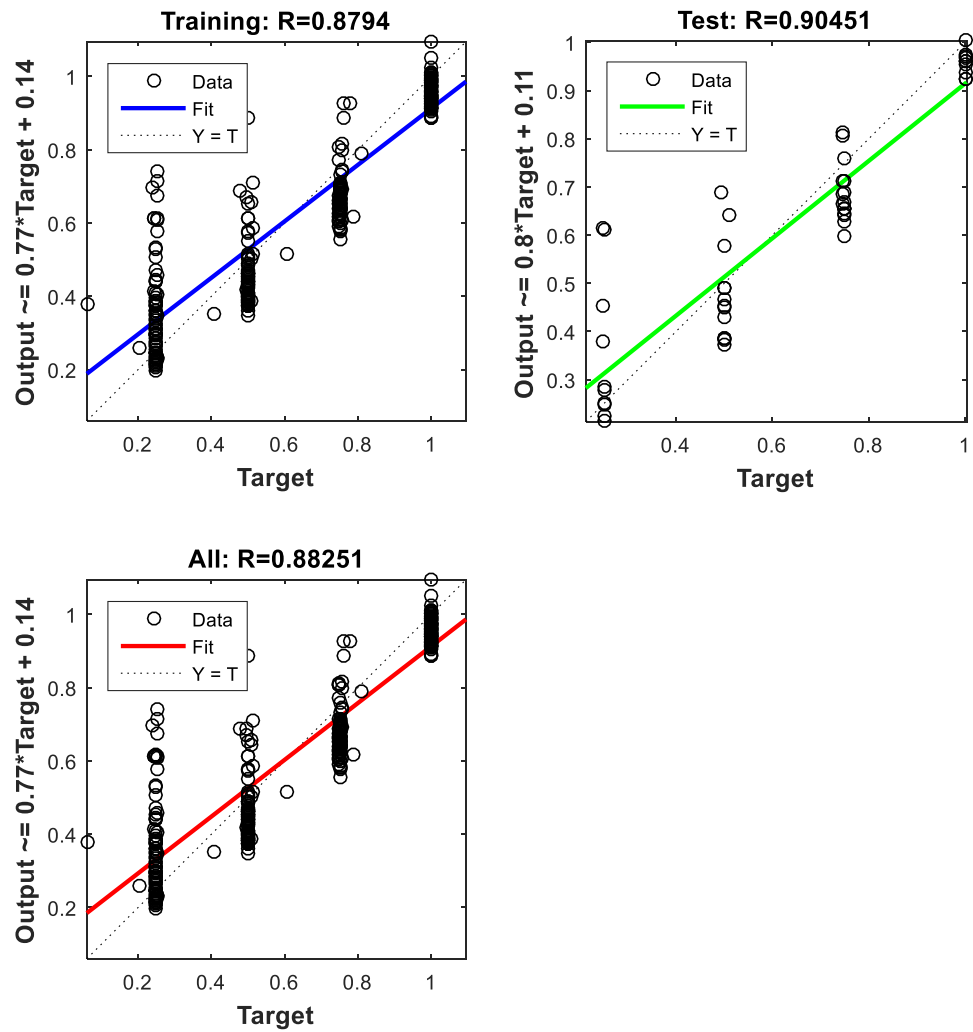 Training: R=0.8794
Output ~= 0.77*Target + 0.14
Data
Fit
Y = T
1
0.8
0.6
0.4
0.2
0.2 0.4 0.6 0.8 1
Target
Test: R=0.90451
Output ~= 0.8*Target + 0.11
Data
Fit
Y = T
1
0.9
0.8
0.7
0.6
0.5
0.4
0.3
0.4 0.6 0.8 1
Target
All: R=0.88251
Output ~= 0.77*Target + 0.14
Data
Fit
Y = T
1
0.8
0.6
0.4
0.2
0.2 0.4 0.6 0.8 1
Target